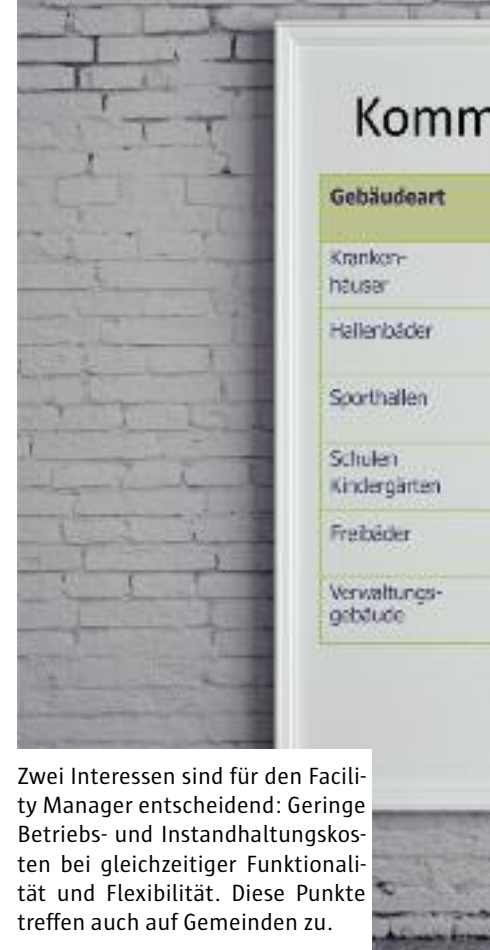 Komm
Gebäudeart
Kranken-
häuser
Hallenbäder
Sporthallen
Schulen
Kindergärten
Freibäder
Verwaltungs-
gebäude
Zwei Interessen sind für den Facili-
ty Manager entscheidend: Geringe
Betriebs- und Instandhaltungskos-
ten bei gleichzeitiger Funktionali-
tät und Flexibilität. Diese Punkte
treffen auch auf Gemeinden zu.